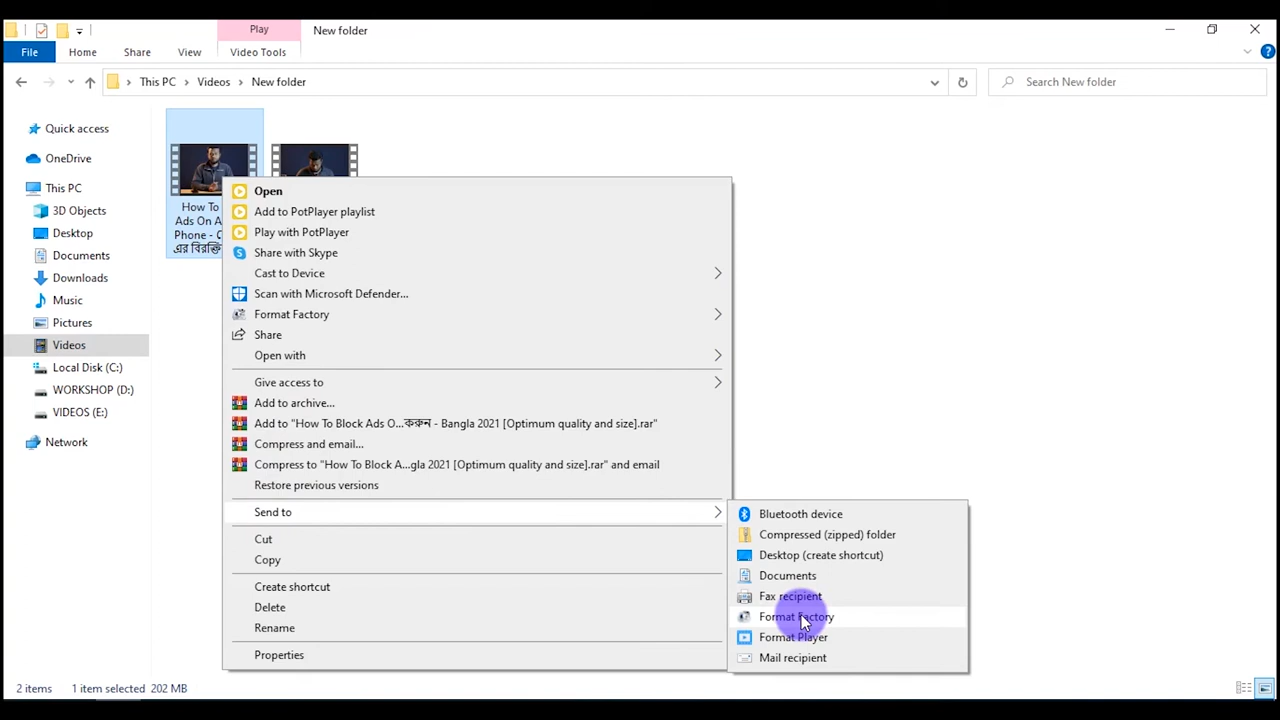 Play
New folder
File
Home
Share
View
Video Tools
This PC
Videos
New folder
Search New folder
Quick access
OneDrive
This PC
3D Objects
Desktop
Documents
Downloads
Music
Pictures
Videos
Local Disk (C:)
WORKSHOP (D:)
VIDEOS (E:)
Network
How To
Ads On A
Phone - C
এর বিরক্তি
Open
Add to PotPlayer playlist
Play with PotPlayer
Share with Skype
Cast to Device
Scan with Microsoft Defender...
Format Factory
Share
Open with
Give access to
Add to archive...
Add to "How To Block Ads O...করুন - Bangla 2021 [Optimum quality and size].rar"
Compress and email...
Compress to "How To Block A...gla 2021 [Optimum quality and size].rar" and email
Restore previous versions
Send to
Cut
Copy
Create shortcut
Delete
Rename
Properties
Bluetooth device
Compressed (zipped) folder
Desktop (create shortcut)
Documents
Fax recipient
Format Factory
Format Player
Mail recipient
2 items
1 item selected 202 MB